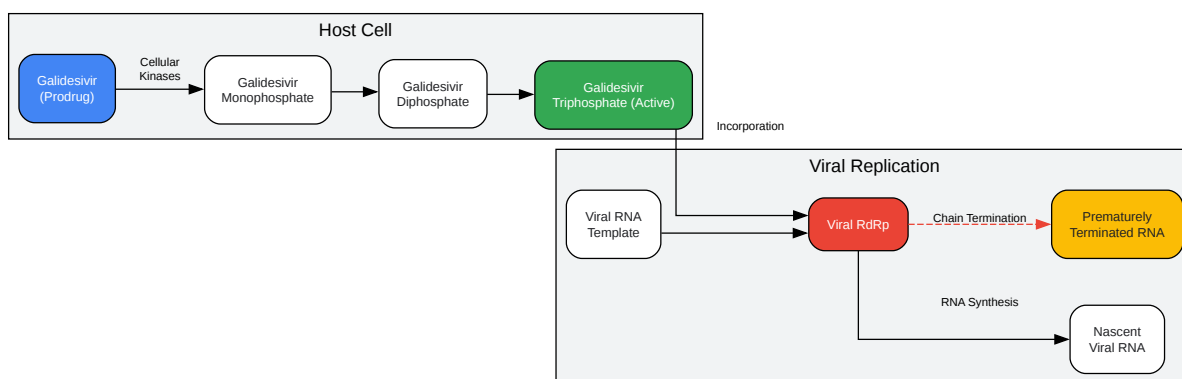 Host Cell
Galidesivir
(Prodrug)
Cellular
Kinases
Galidesivir
Monophosphate
Galidesivir
Diphosphate
Galidesivir
Triphosphate (Active)
Incorporation
Viral Replication
Viral RNA
Template
Viral RdRp
Chain Termination
Prematurely
Terminated RNA
RNA Synthesis
Nascent
Viral RNA